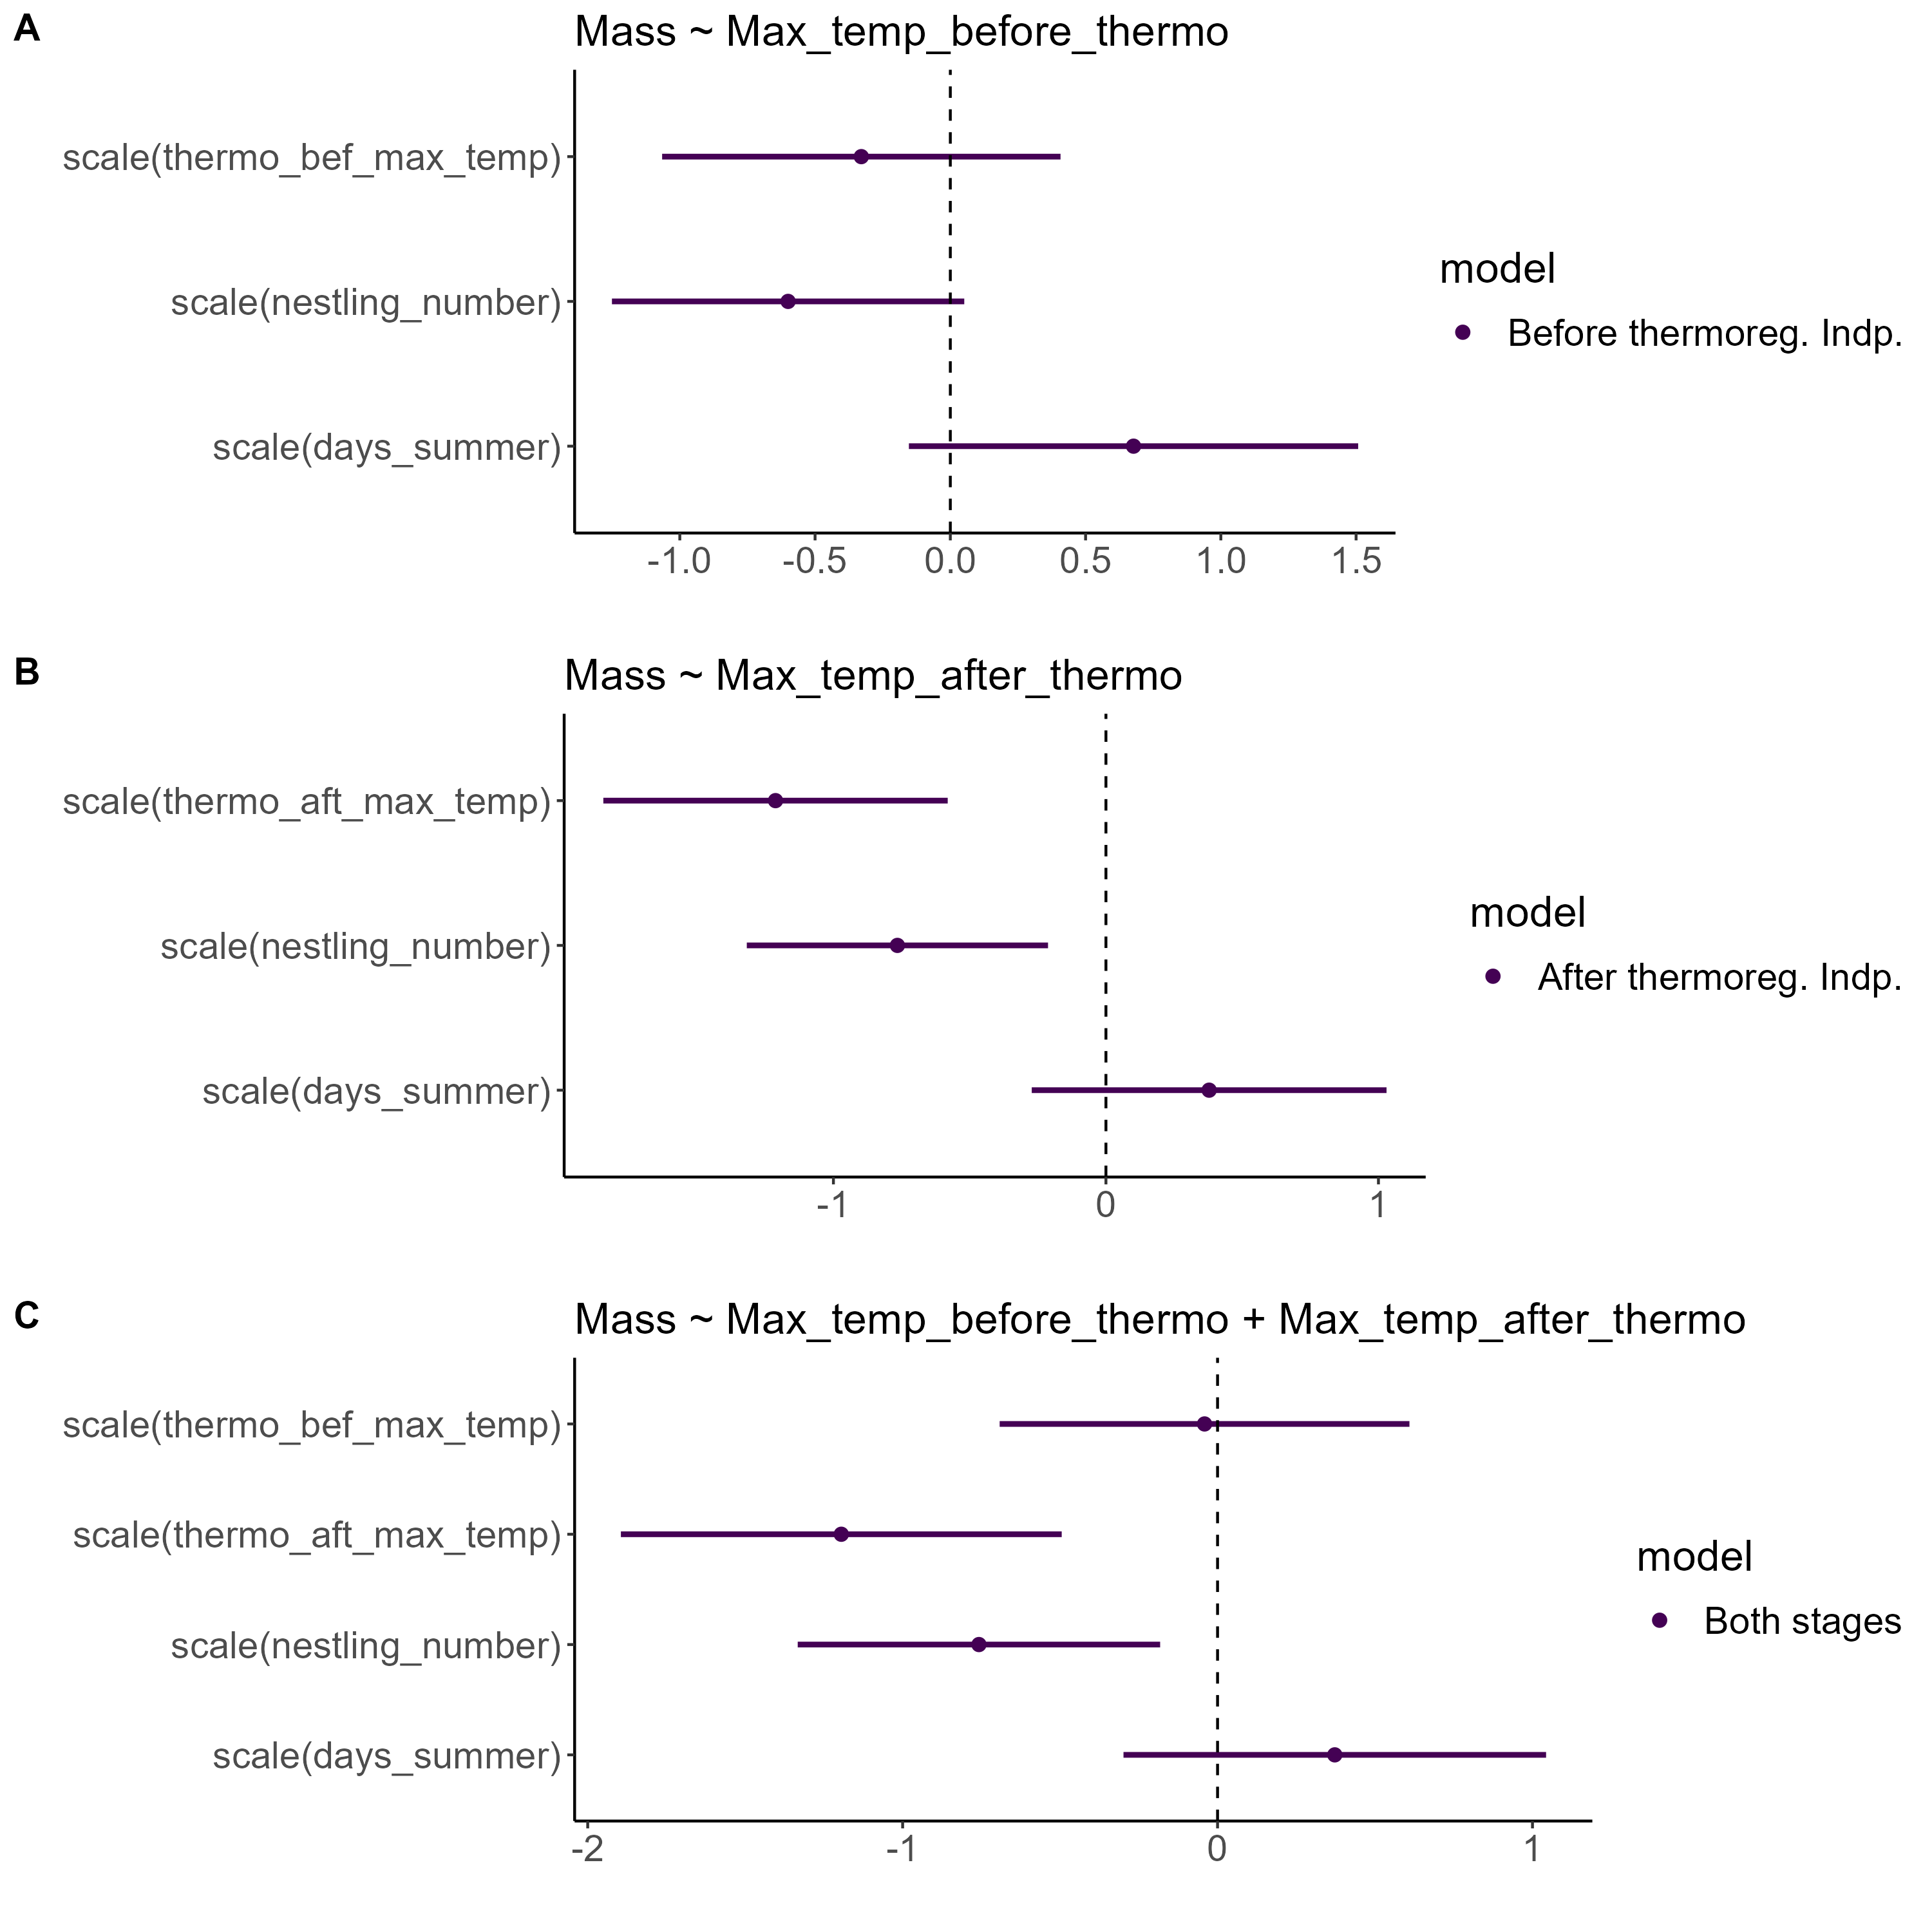 A
Mass ~ Max_temp_before_thermo
scale(thermo_bef_max_temp)
scale(nestling_number)
scale(days_summer)
-1.0 -0.5 0.0 0.5 1.0 1.5
model
Before thermoreg. Indp.
B
Mass ~ Max_temp_after_thermo
scale(thermo_aft_max_temp)
scale(nestling_number)
scale(days_summer)
-1 0 1
model
After thermoreg. Indp.
C
Mass ~ Max_temp_before_thermo + Max_temp_after_thermo
scale(thermo_bef_max_temp)
scale(thermo_aft_max_temp)
scale(nestling_number)
scale(days_summer)
-2 -1 0 1
model
Both stages